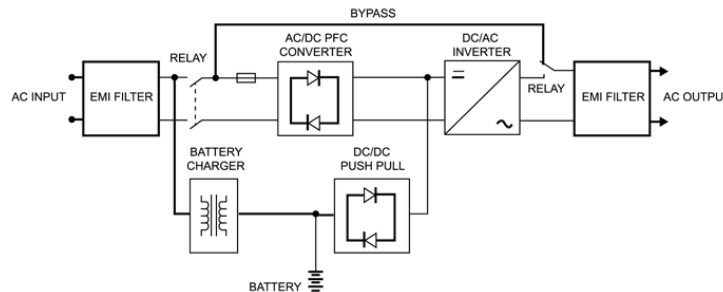 BYPASS
AC/DC PFC
CONVERTER
DC/AC
INVERTER
RELAY
AC INPUT
EMI FILTER
RELAY
EMI FILTER
AC OUTPU
BATTERY
CHARGER
DC/DC
PUSH PULL
BATTERY